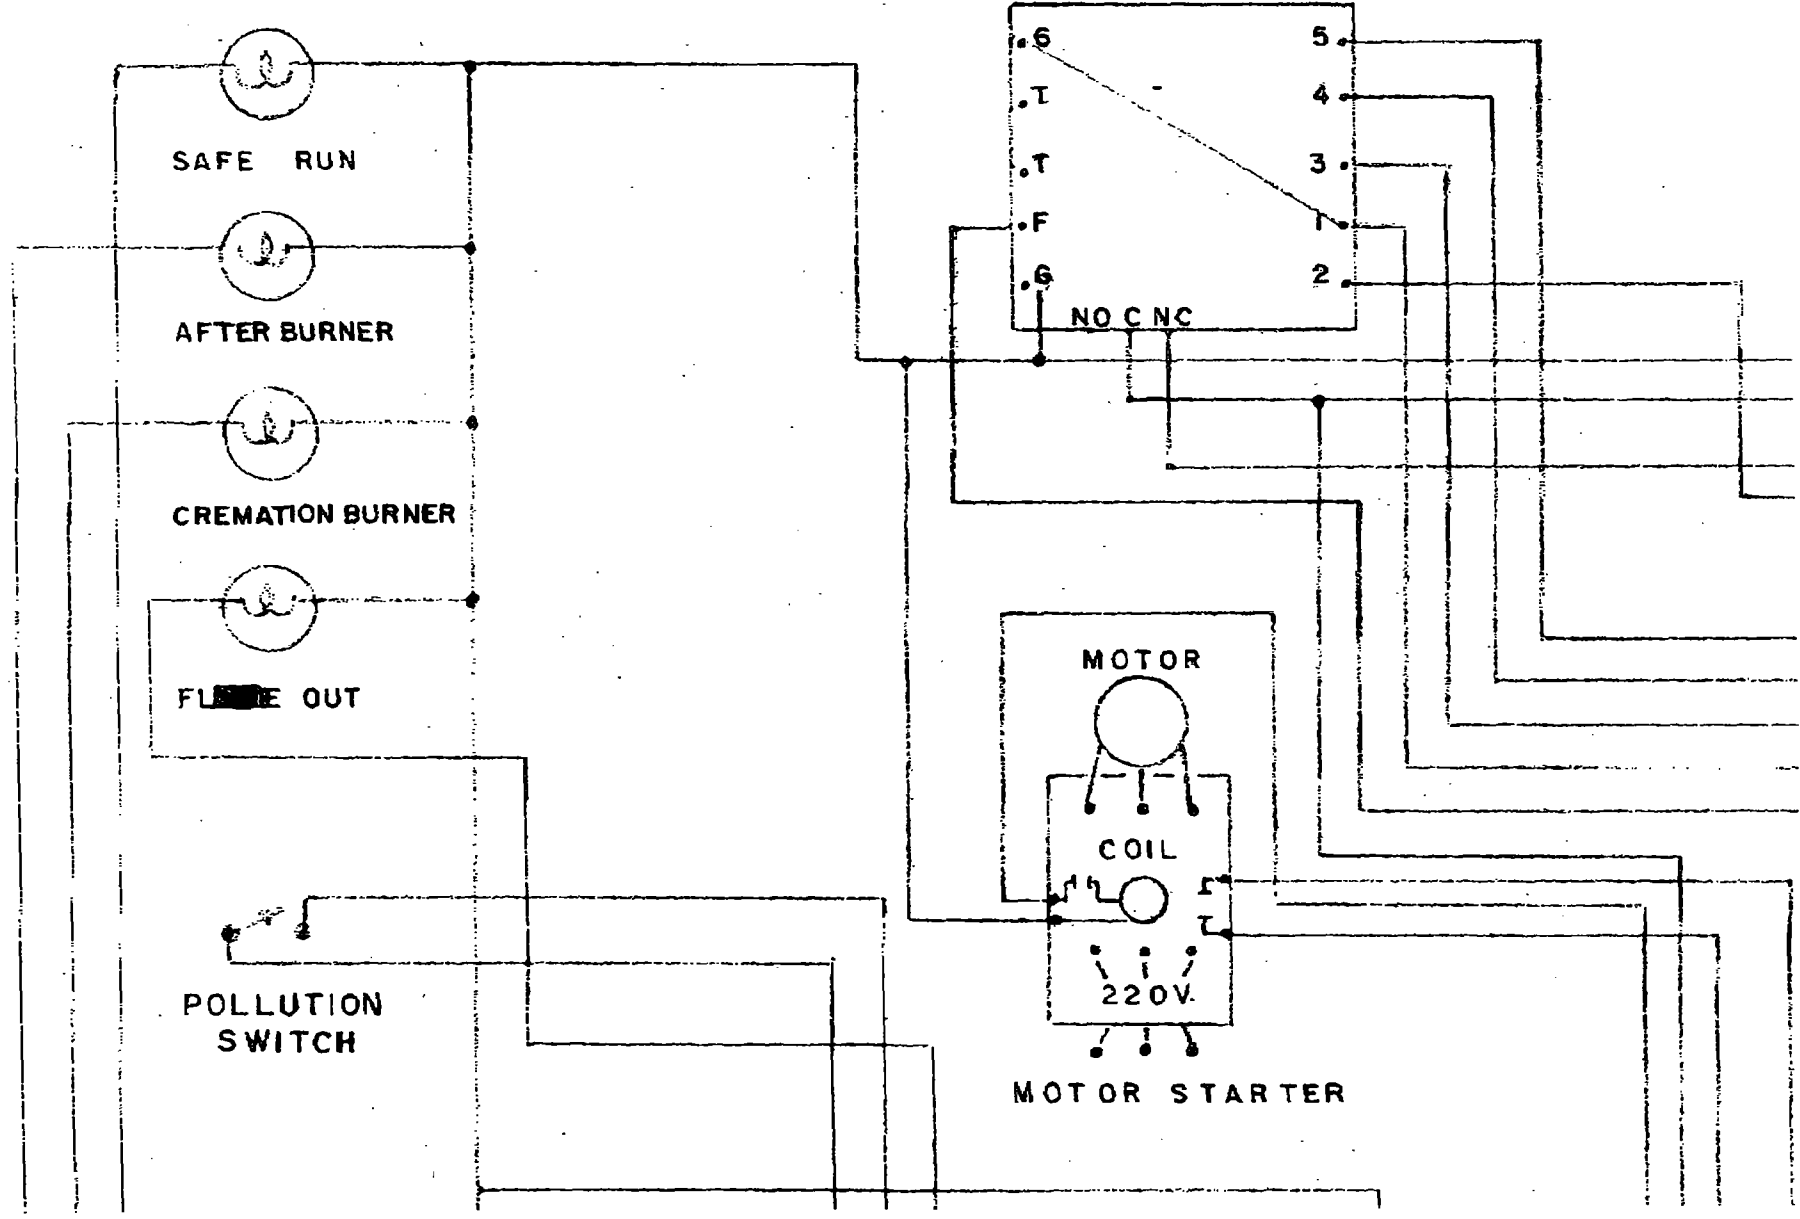 SAFE RUN
AFTER BURNER
CREMATION BURNER
OUT
POLLUTION
SWITCH
6 5
T 4
T 3
F 1
G 2
NO C NC
MOTOR
COIL
220V.
MOTOR STARTER